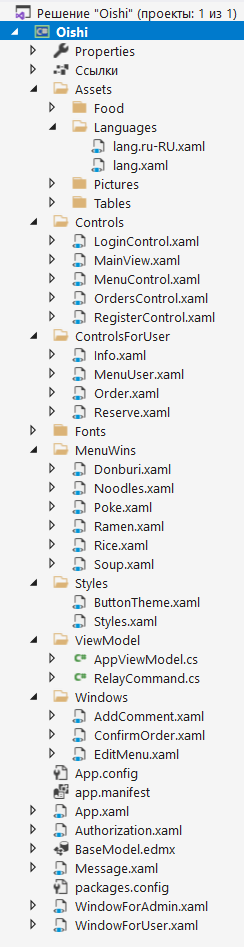 Решение "Oishi" (проекты: 1 из 1)
Oishi
Properties
Ссылки
Assets
Food
Languages
lang.ru-RU.xaml
lang.xaml
Pictures
Tables
Controls
LoginControl.xaml
MainView.xaml
MenuControl.xaml
OrdersControl.xaml
RegisterControl.xaml
ControlsForUser
Info.xaml
MenuUser.xaml
Order.xaml
Reserve.xaml
Fonts
MenuWins
Donburi.xaml
Noodles.xaml
Poke.xaml
Ramen.xaml
Rice.xaml
Soup.xaml
Styles
ButtonTheme.xaml
Styles.xaml
ViewModel
AppViewModel.cs
RelayCommand.cs
Windows
AddComment.xaml
ConfirmOrder.xaml
EditMenu.xaml
App.config
app.manifest
App.xaml
Authorization.xaml
BaseModel.edmx
Message.xaml
packages.config
WindowForAdmin.xaml
WindowForUser.xaml